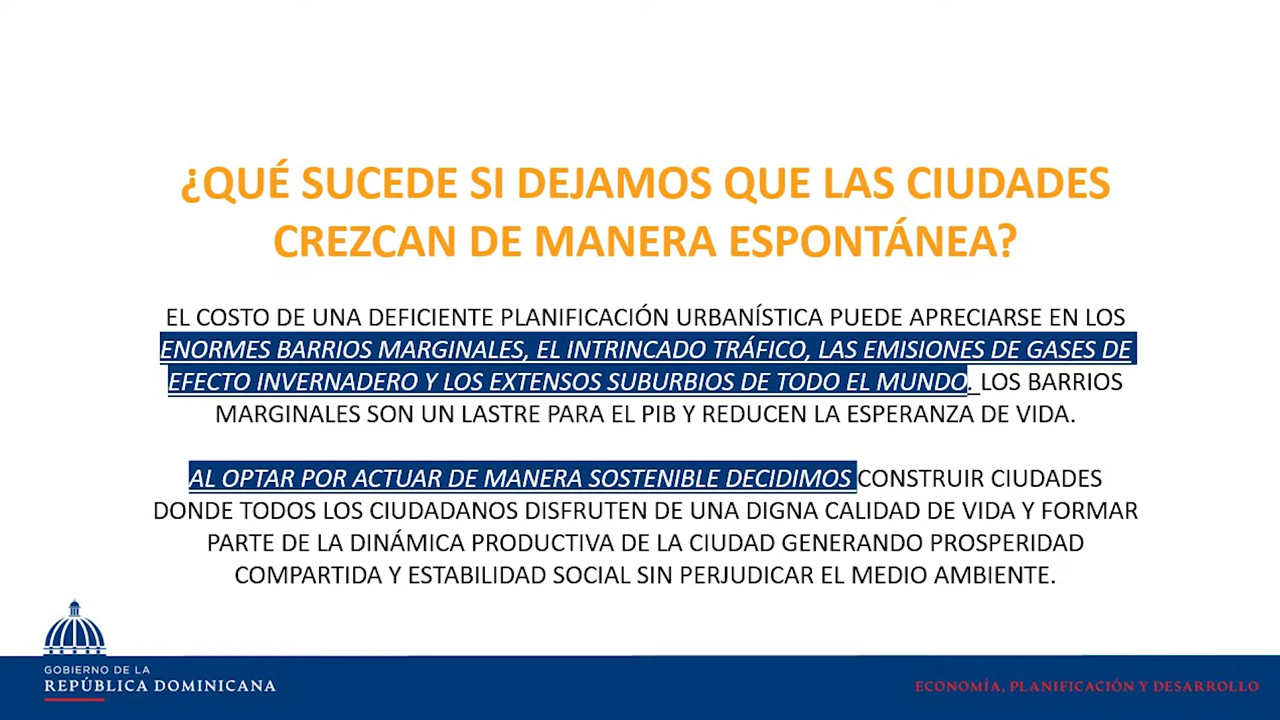 ¿QUÉ SUCEDE SI DEJAMOS QUE LAS CIUDADES
CREZCAN DE MANERA ESPONTÁNEA?
EL COSTO DE UNA DEFICIENTE PLANIFICACIÓN URBANÍSTICA PUEDE APRECIARSE EN LOS
ENORMES BARRIOS MARGINALES, EL INTRINCADO TRÁFICO, LAS EMISIONES DE GASES DE
EFECTO INVERNADERO Y LOS EXTENSOS SUBURBIOS DE TODO EL MUNDO. LOS BARRIOS
MARGINALES SON UN LASTRE PARA EL PIB Y REDUCEN LA ESPERANZA DE VIDA.
AL OPTAR POR ACTUAR DE MANERA SOSTENIBLE DECIDIMOS CONSTRUIR CIUDADES
DONDE TODOS LOS CIUDADANOS DISFRUTEN DE UNA DIGNA CALIDAD DE VIDA Y FORMAR
PARTE DE LA DINÁMICA PRODUCTIVA DE LA CIUDAD GENERANDO PROSPERIDAD
COMPARTIDA Y ESTABILIDAD SOCIAL SIN PERJUDICAR EL MEDIO AMBIENTE.
GOBIERNO DE LA
REPÚBLICA DOMINICANA
ECONOMÍA, PLANIFICACIÓN Y DESARROLLO